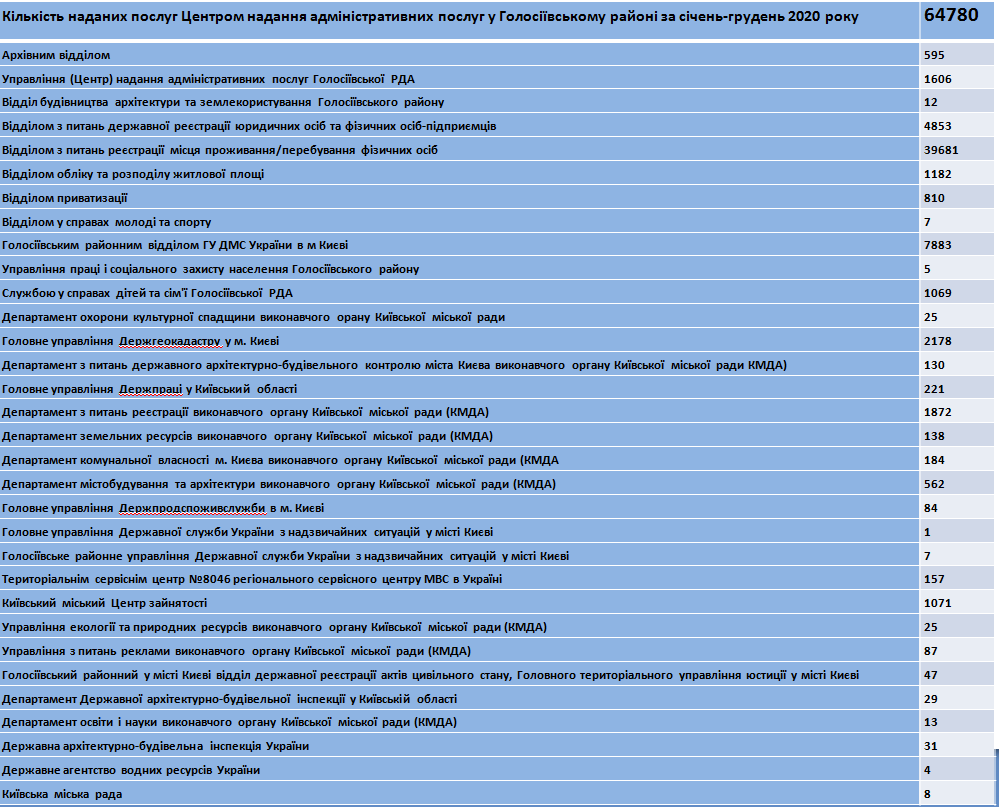 Кількість наданих послуг Центром надання адміністративних послуг у Голосіївському районі за січень-грудень 2020 року 64780
Архівним відділом 595
Управління (Центр) надання адміністративних послуг Голосіївської РДА 1606
Відділ будівництва архітектури та землекористування Голосіївського району 12
Відділом з питань державної реєстрації юридичних осіб та фізичних осіб-підприємців 4853
Відділом з питань реєстрації місця проживання/перебування фізичних осіб 39681
Відділом обліку та розподілу житлової площі 1182
Відділом приватизації 810
Відділом у справах молоді та спорту 7
Голосіївським районним відділом ГУ ДМС України в м Києві 7883
Управління праці і соціального захисту населення Голосіївського району 5
Службою у справах дітей та сім'ї Голосіївської РДА 1069
Департамент охорони культурної спадщини виконавчого орану Київської міської ради 25
Головне управління Держгеокадастру у м. Києві 2178
Департамент з питань державного архітектурно-будівельного контролю міста Києва виконавчого органу Київської міської ради КМДА) 130
Головне управління Держпраці у Київській області 221
Департамент з питань реєстрації виконавчого органу Київської міської ради (КМДА) 1872
Департамент земельних ресурсів виконавчого органу Київської міської ради (КМДА) 138
Департамент комунальної власності м. Києва виконавчого органу Київської міської ради (КМДА 184
Департамент містобудування та архітектури виконавчого органу Київської міської ради (КМДА) 562
Головне управління Держпродспоживслужби в м. Києві 84
Головне управління Державної служби України з надзвичайних ситуацій у місті Києві 1
Голосіївське районне управління Державної служби України з надзвичайних ситуацій у місті Києві 7
Територіальнім сервіснім центр №8046 регіонального сервісного центру МВС в Україні 157
Київський міський Центр зайнятості 1071
Управління екології та природних ресурсів виконавчого органу Київської міської ради (КМДА) 25
Управління з питань реклами виконавчого органу Київської міської ради (КМДА) 87
Голосіївський районний у місті Києві відділ державної реєстрації актів цивільного стану, Головного територіального управління юстиції у місті Києві 47
Департамент Державної архітектурно-будівельної інспекції у Київській області 29
Департамент освіти і науки виконавчого органу Київської міської ради (КМДА) 13
Державна архітектурно-будівельна інспекція України 31
Державне агентство водних ресурсів України 4
Київська міська рада 8